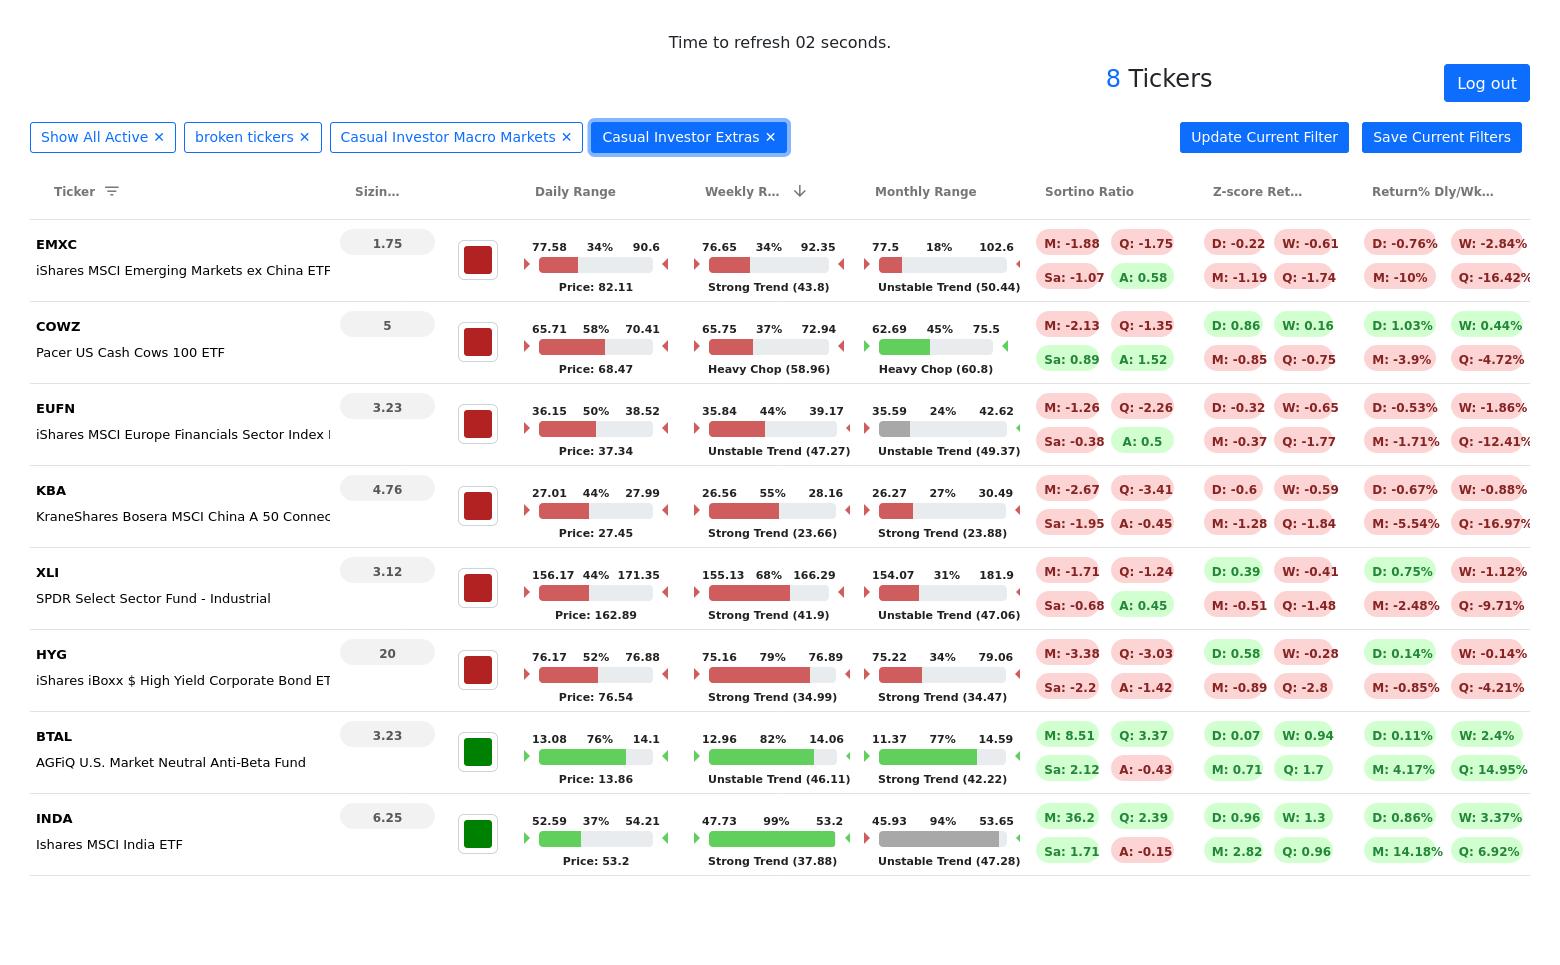 Time to refresh 02 seconds.
8 Tickers
Log out
Show All Active ✕ broken tickers ✕ Casual Investor Macro Markets ✕ Casual Investor Extras ✕ Update Current Filter Save Current Filters
Ticker Sizin... Daily Range Weekly R... Monthly Range Sortino Ratio Z-score Ret... Return% Dly/Wk...
EMXC 1.75 77.58 34% 90.6 76.65 34% 92.35 77.5 18% 102.6 M: -1.88 Q: -1.75 D: -0.22 W: -0.61 D: -0.76% W: -2.84%
iShares MSCI Emerging Markets ex China ETF Price: 82.11 Strong Trend (43.8) Unstable Trend (50.44) Sa: -1.07 A: 0.58 M: -1.19 Q: -1.74 M: -10% Q: -16.42%
COWZ 5 65.71 58% 70.41 65.75 37% 72.94 62.69 45% 75.5 M: -2.13 Q: -1.35 D: 0.86 W: 0.16 D: 1.03% W: 0.44%
Pacer US Cash Cows 100 ETF Price: 68.47 Heavy Chop (58.96) Heavy Chop (60.8) Sa: 0.89 A: 1.52 M: -0.85 Q: -0.75 M: -3.9% Q: -4.72%
EUFN 3.23 36.15 50% 38.52 35.84 44% 39.17 35.59 24% 42.62 M: -1.26 Q: -2.26 D: -0.32 W: -0.65 D: -0.53% W: -1.86%
iShares MSCI Europe Financials Sector Index Price: 37.34 Unstable Trend (47.27) Unstable Trend (49.37) Sa: -0.38 A: 0.5 M: -0.37 Q: -1.77 M: -1.71% Q: -12.41%
KBA 4.76 27.01 44% 27.99 26.56 55% 28.16 26.27 27% 30.49 M: -2.67 Q: -3.41 D: -0.6 W: -0.59 D: -0.67% W: -0.88%
KraneShares Bosera MSCI China A 50 Connec Price: 27.45 Strong Trend (23.66) Strong Trend (23.88) Sa: -1.95 A: -0.45 M: -1.28 Q: -1.84 M: -5.54% Q: -16.97%
XLI 3.12 156.17 44% 171.35 155.13 68% 166.29 154.07 31% 181.9 M: -1.71 Q: -1.24 D: 0.39 W: -0.41 D: 0.75% W: -1.12%
SPDR Select Sector Fund - Industrial Price: 162.89 Strong Trend (41.9) Unstable Trend (47.06) Sa: -0.68 A: 0.45 M: -0.51 Q: -1.48 M: -2.48% Q: -9.71%
HYG 20 76.17 52% 76.88 75.16 79% 76.89 75.22 34% 79.06 M: -3.38 Q: -3.03 D: 0.58 W: -0.28 D: 0.14% W: -0.14%
iShares iBoxx $ High Yield Corporate Bond ET Price: 76.54 Strong Trend (34.99) Strong Trend (34.47) Sa: -2.2 A: -1.42 M: -0.89 Q: -2.8 M: -0.85% Q: -4.21%
BTAL 3.23 13.08 76% 14.1 12.96 82% 14.06 11.37 77% 14.59 M: 8.51 Q: 3.37 D: 0.07 W: 0.94 D: 0.11% W: 2.4%
AGFiQ U.S. Market Neutral Anti-Beta Fund Price: 13.86 Unstable Trend (46.11) Strong Trend (42.22) Sa: 2.12 A: -0.43 M: 0.71 Q: 1.7 M: 4.17% Q: 14.95%
INDA 6.25 52.59 37% 54.21 47.73 99% 53.2 45.93 94% 53.65 M: 36.2 Q: 2.39 D: 0.96 W: 1.3 D: 0.86% W: 3.37%
Ishares MSCI India ETF Price: 53.2 Strong Trend (37.88) Unstable Trend (47.28) Sa: 1.71 A: -0.15 M: 2.82 Q: 0.96 M: 14.18% Q: 6.92%